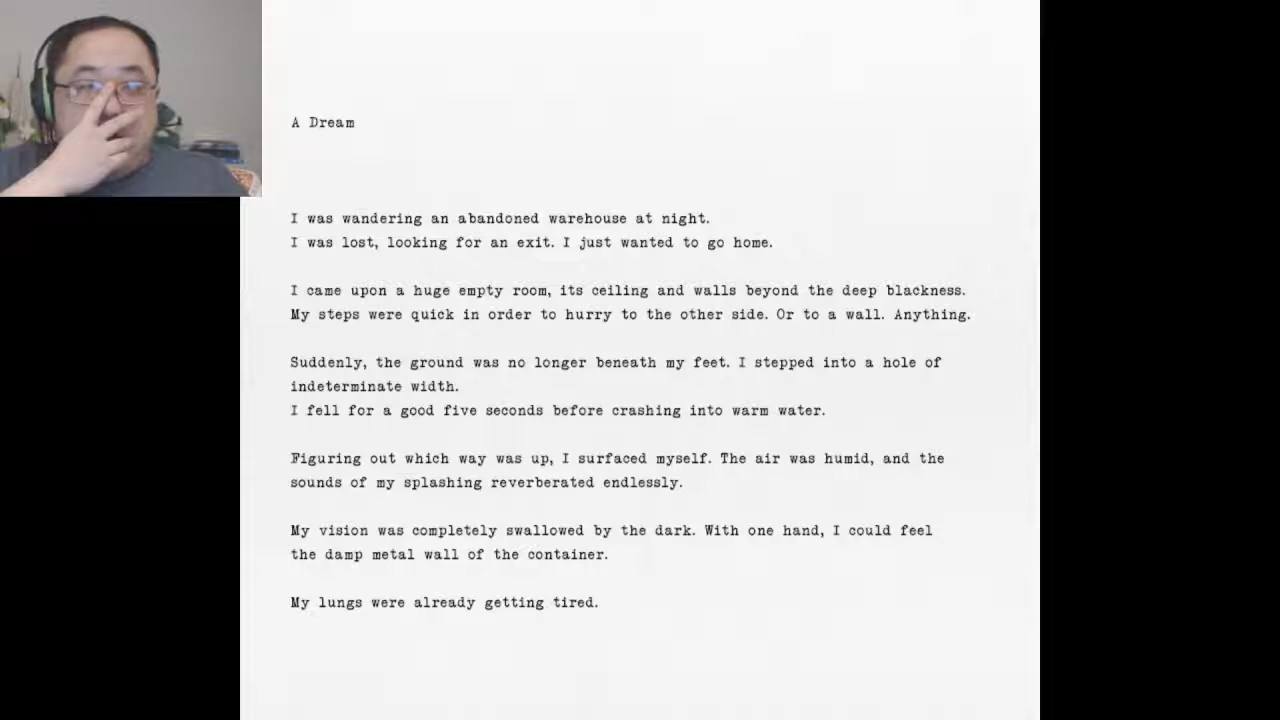 A Dream
I was wandering an abandoned warehouse at night.
I was lost, looking for an exit. I just wanted to go home.
I came upon a huge empty room, its ceiling and walls beyond the deep blackness.
My steps were quick in order to hurry to the other side. Or to a wall. Anything.
Suddenly, the ground was no longer beneath my feet. I stepped into a hole of
indeterminate width.
I fell for a good five seconds before crashing into warm water.
Figuring out which way was up, I surfaced myself. The air was humid, and the
sounds of my splashing reverberated endlessly.
My vision was completely swallowed by the dark. With one hand, I could feel
the damp metal wall of the container.
My lungs were already getting tired.